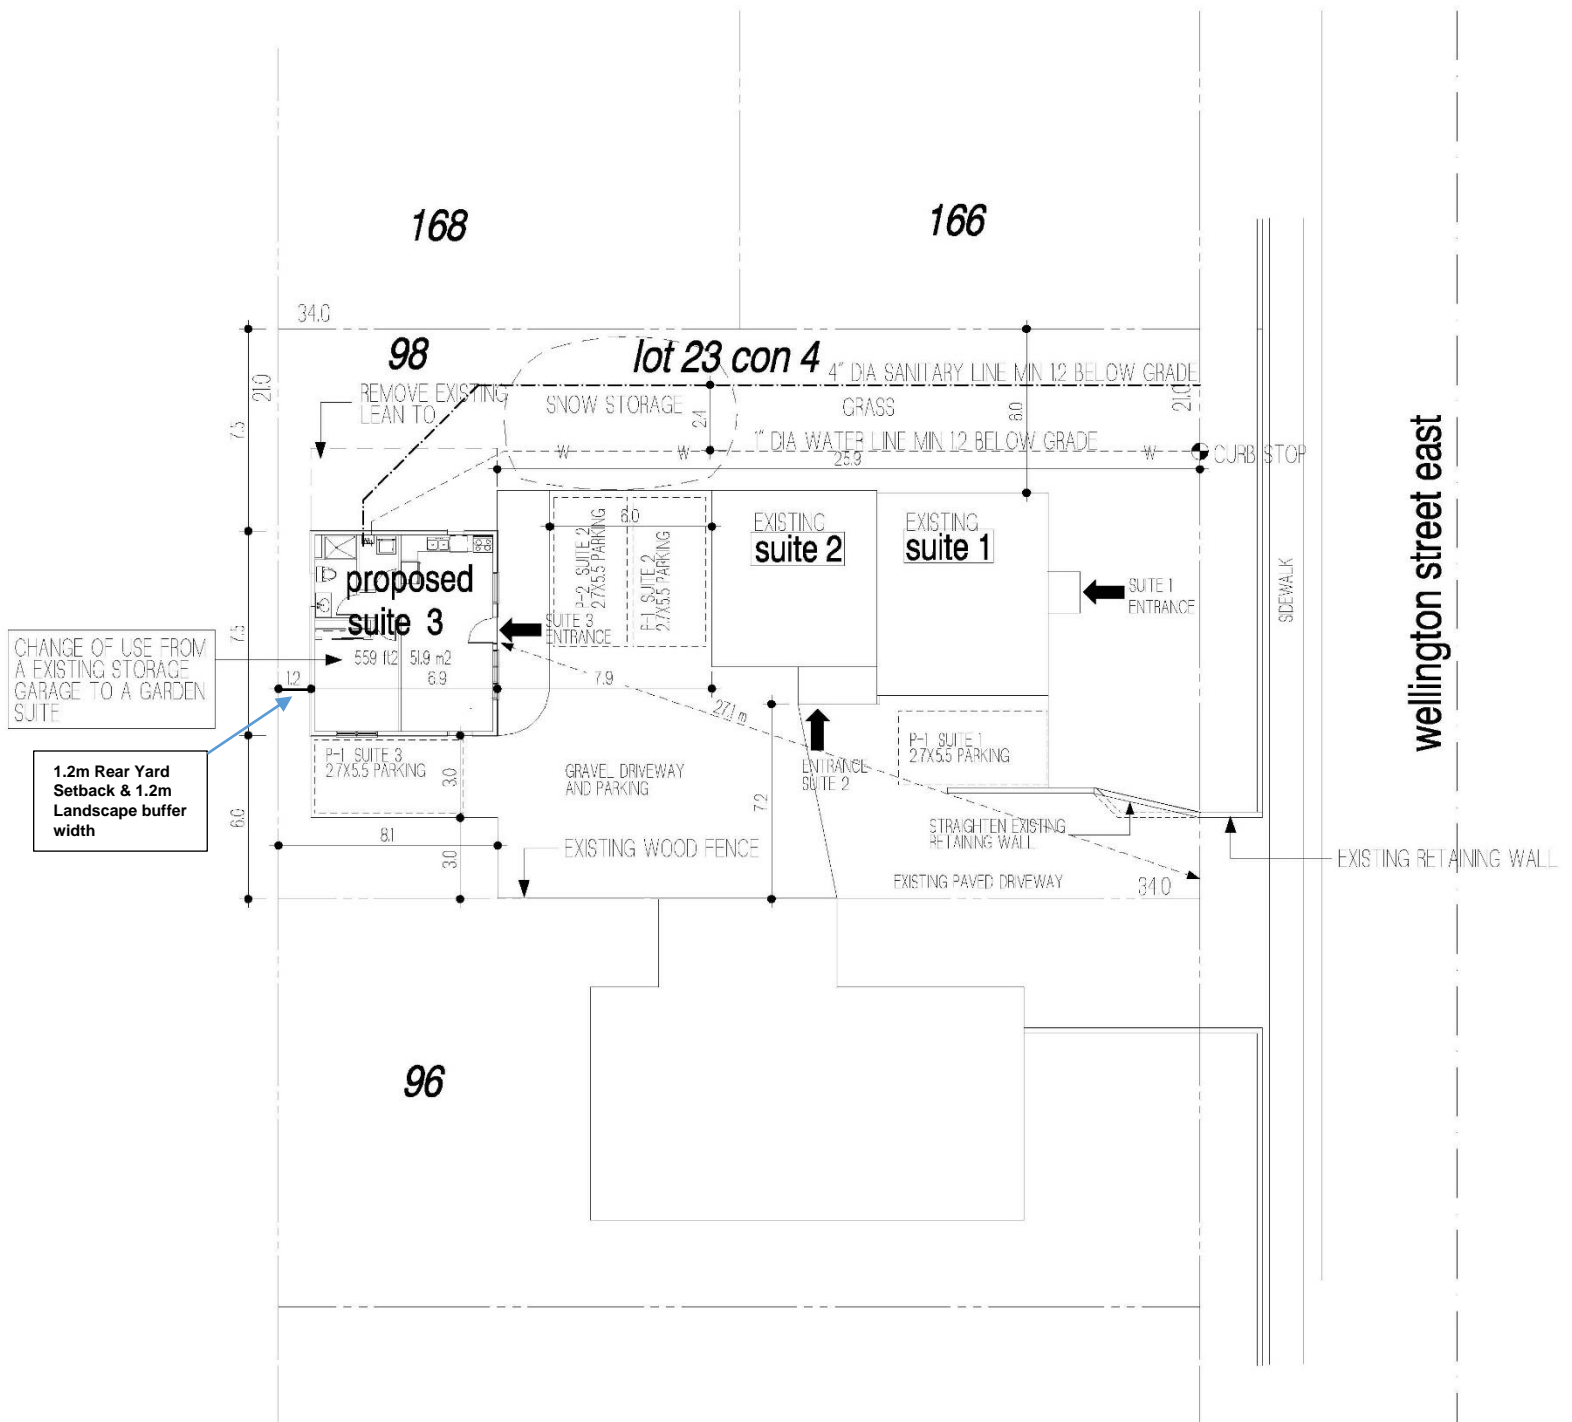 168
166
34.0
98
lot 23 con 4
4" DIA SANITARY LINE MIN 1.2 BELOW GRADE
21.0
REMOVE EXISTING
LEAN TO
SNOW STORAGE
GRASS
2.4
8.0
21.0
7.5
1" DIA WATER LINE MIN 1.2 BELOW GRADE
W
W
W
25.9
CURB STOP
wellington street east
SIDEWALK
6.0
P-2 SUITE 2
2.7X5.5 PARKING
P-1 SUITE 2
2.7X5.5 PARKING
EXISTING
suite 2
EXISTING
suite 1
SUITE 1
ENTRANCE
proposed
suite 3
559 ft2 51.9 m2
SUITE 3
ENTRANCE
7.5
CHANGE OF USE FROM
A EXISTING STORAGE
GARAGE TO A GARDEN
SUITE
1.2
6.9
7.9
27.1 m
1.2m Rear Yard
Setback & 1.2m
Landscape buffer
width
P-1 SUITE 3
2.7X5.5 PARKING
3.0
GRAVEL DRIVEWAY
AND PARKING
ENTRANCE
SUITE 2
P-1 SUITE 1
2.7X5.5 PARKING
7.2
6.0
8.1
3.0
EXISTING WOOD FENCE
STRAIGHTEN EXISTING
RETAINING WALL
EXISTING RETAINING WALL
EXISTING PAVED DRIVEWAY
34.0
96